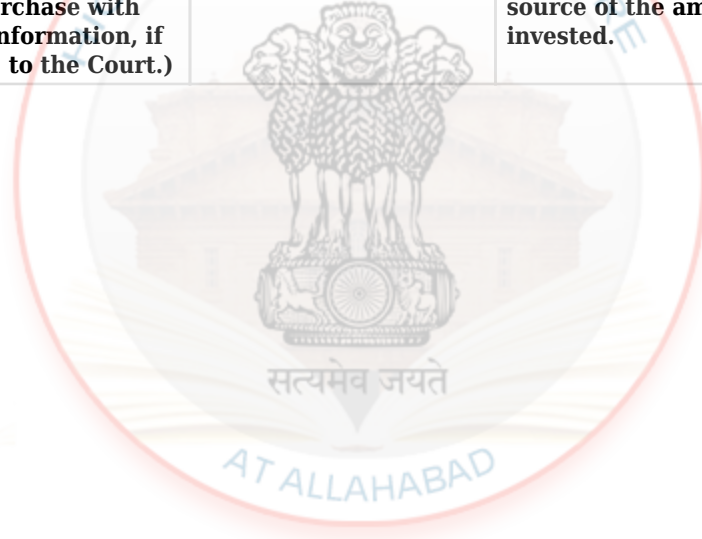 rchase with
nformation, if
to the Court.)
source of the am
invested.
सत्यमेव जयते
AT ALLAHABAD